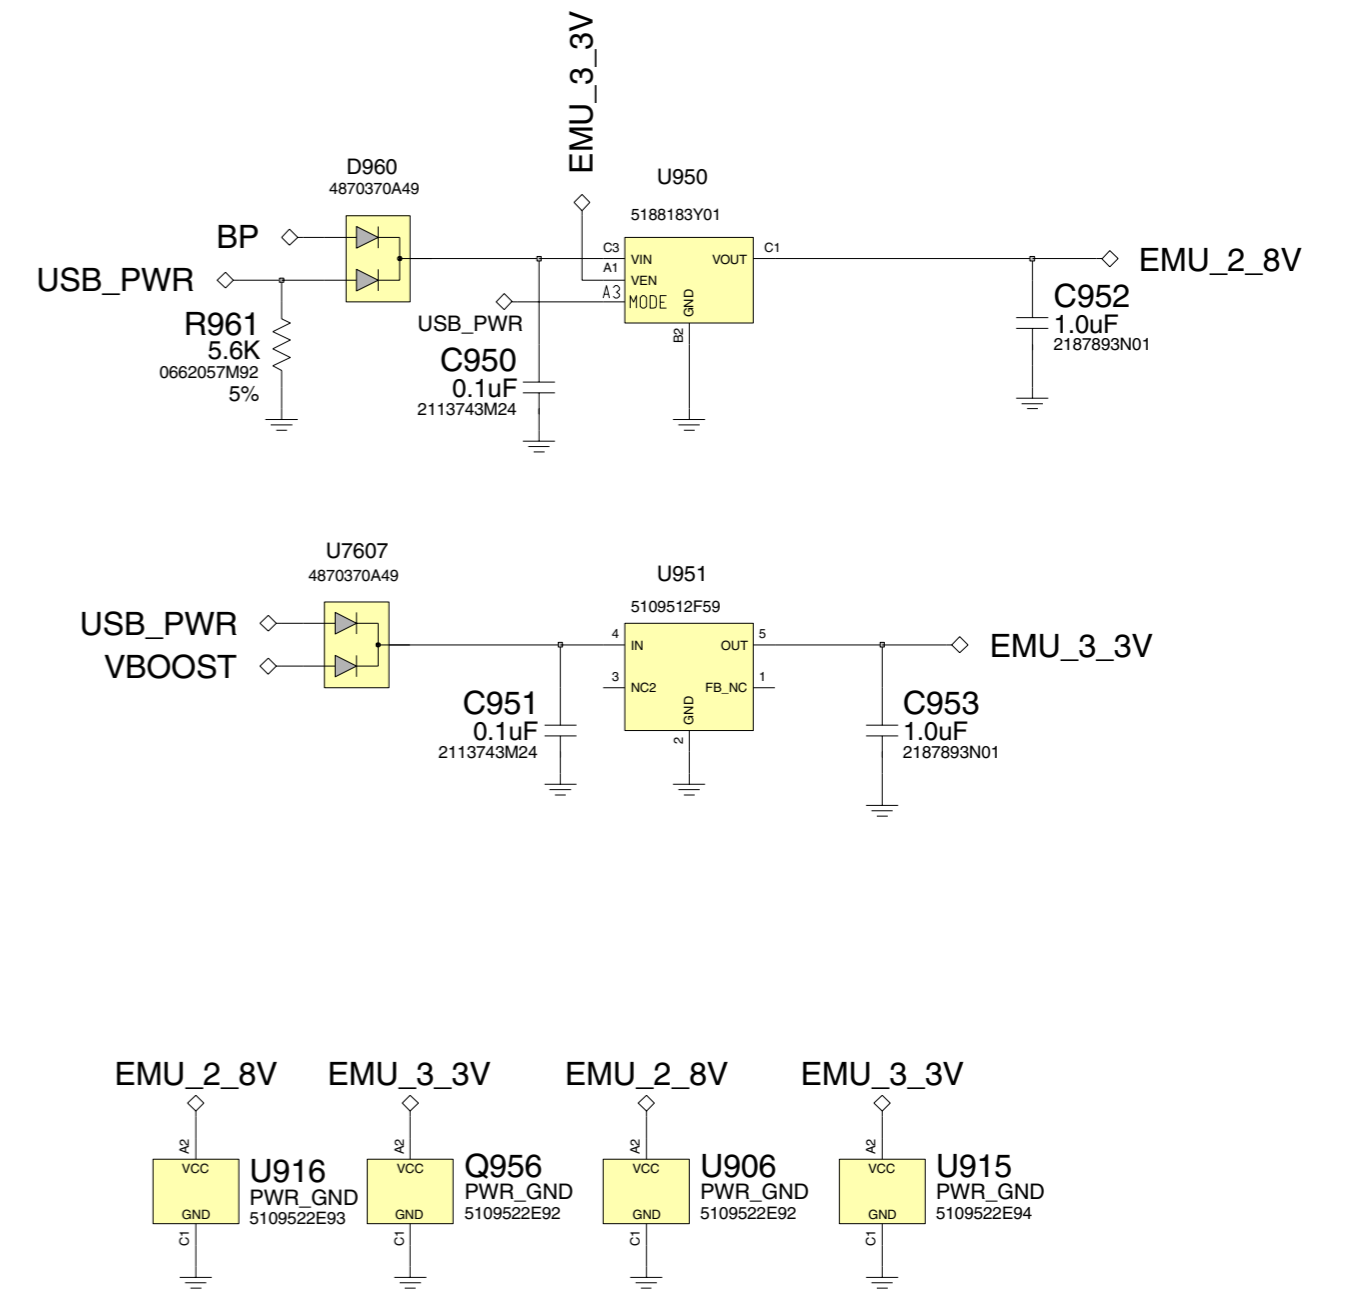 EMU_3_3V
D960
4870370A49
U950
5188183Y01
BP
USB_PWR
C3
VIN
VOUT
C1
A1
VEN
A3
MODE
GND
B2
USB_PWR
EMU_2_8V
R961
5.6K
0662057M92
5%
C950
0.1uF
2113743M24
C952
1.0uF
2187893N01
U7607
4870370A49
U951
5109512F59
USB_PWR
VBOOST
4
IN
OUT
5
3
NC2
FB_NC
1
GND
2
EMU_3_3V
C951
0.1uF
2113743M24
C953
1.0uF
2187893N01
EMU_2_8V
A2
VCC
GND
C1
U916
PWR_GND
5109522E93
EMU_3_3V
A2
VCC
GND
C1
Q956
PWR_GND
5109522E92
EMU_2_8V
A2
VCC
GND
C1
U906
PWR_GND
5109522E92
EMU_3_3V
A2
VCC
GND
C1
U915
PWR_GND
5109522E94